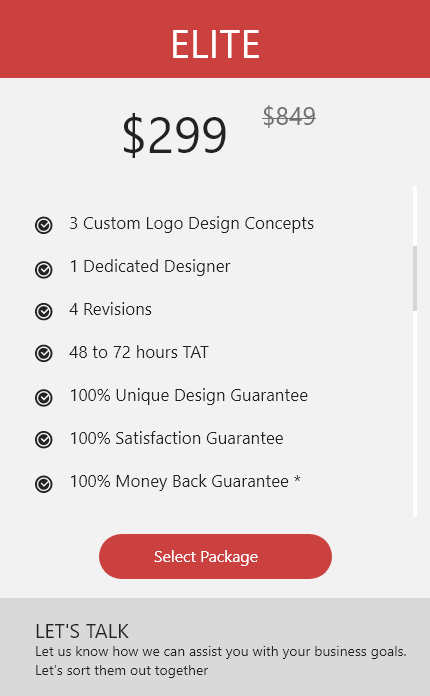 ELITE
$299
$849
3 Custom Logo Design Concepts
1 Dedicated Designer
4 Revisions
48 to 72 hours TAT
100% Unique Design Guarantee
100% Satisfaction Guarantee
100% Money Back Guarantee *
Select Package
LET'S TALK
Let us know how we can assist you with your business goals.
Let’s sort them out together